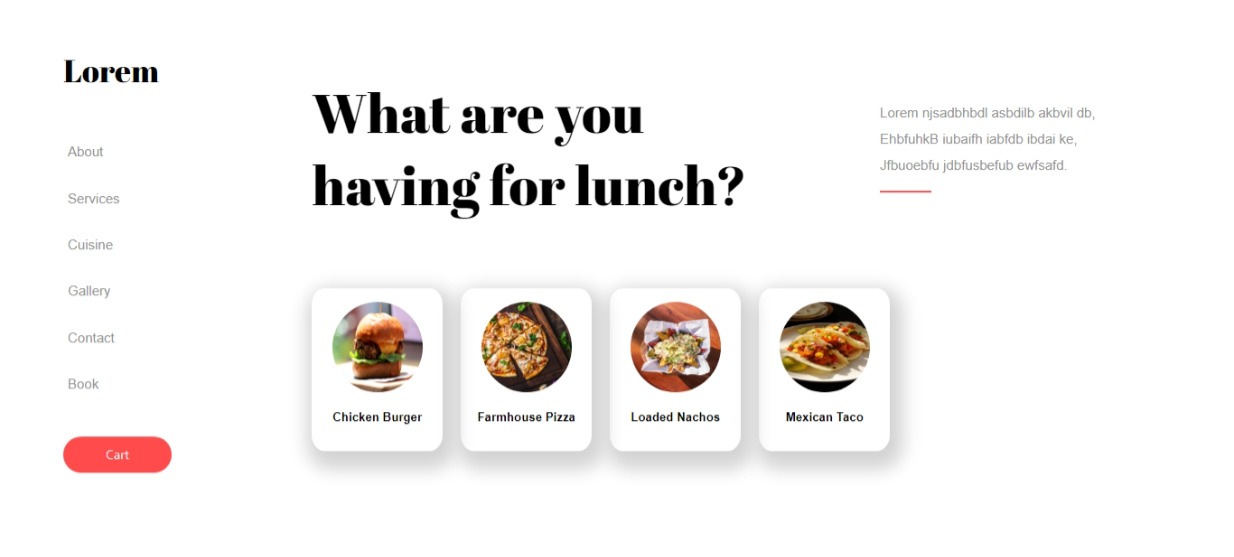 Lorem
About
Services
Cuisine
Gallery
Contact
Book
Cart
What are you
having for lunch?
Lorem njsadbhbdl asbdilb akbvil db,
EhbfuhkB iubaifh iabfdb ibdai ke,
Jfbuoebfu jdbfusbefub ewfsafd.
Chicken Burger
Farmhouse Pizza
Loaded Nachos
Mexican Taco